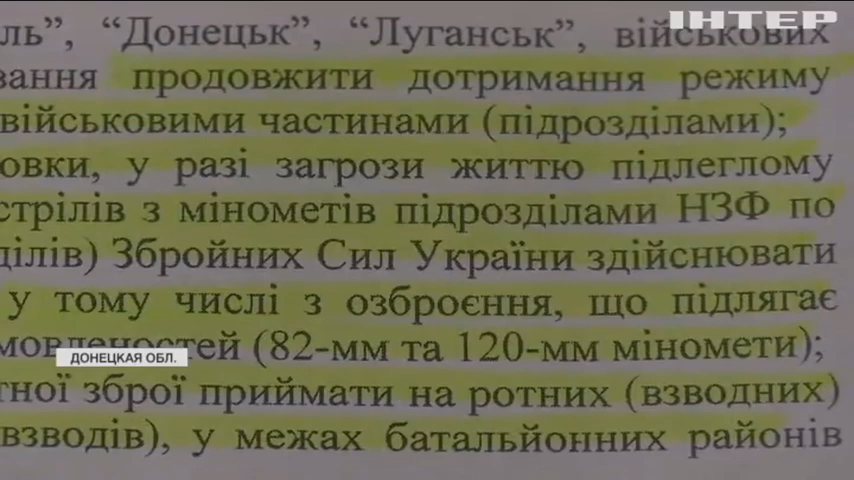 ІНТЕР
ль”, “Донецьк”, “Луганськ”, військових
вання продовжити дотримання режиму
військовими частинами (підрозділами);
овки, у разі загрози життю підлеглому
стрілів з мінометів підрозділами НЗФ по
ділів) Збройних Сил України здійснювати
у тому числі з озброєння, що підлягає
мовленостей (82-мм та 120-мм міномети);
ДОНЕЦКАЯ ОБЛ.
тної зброї приймати на ротних (взводних)
взводів), у межах батальйонних районів